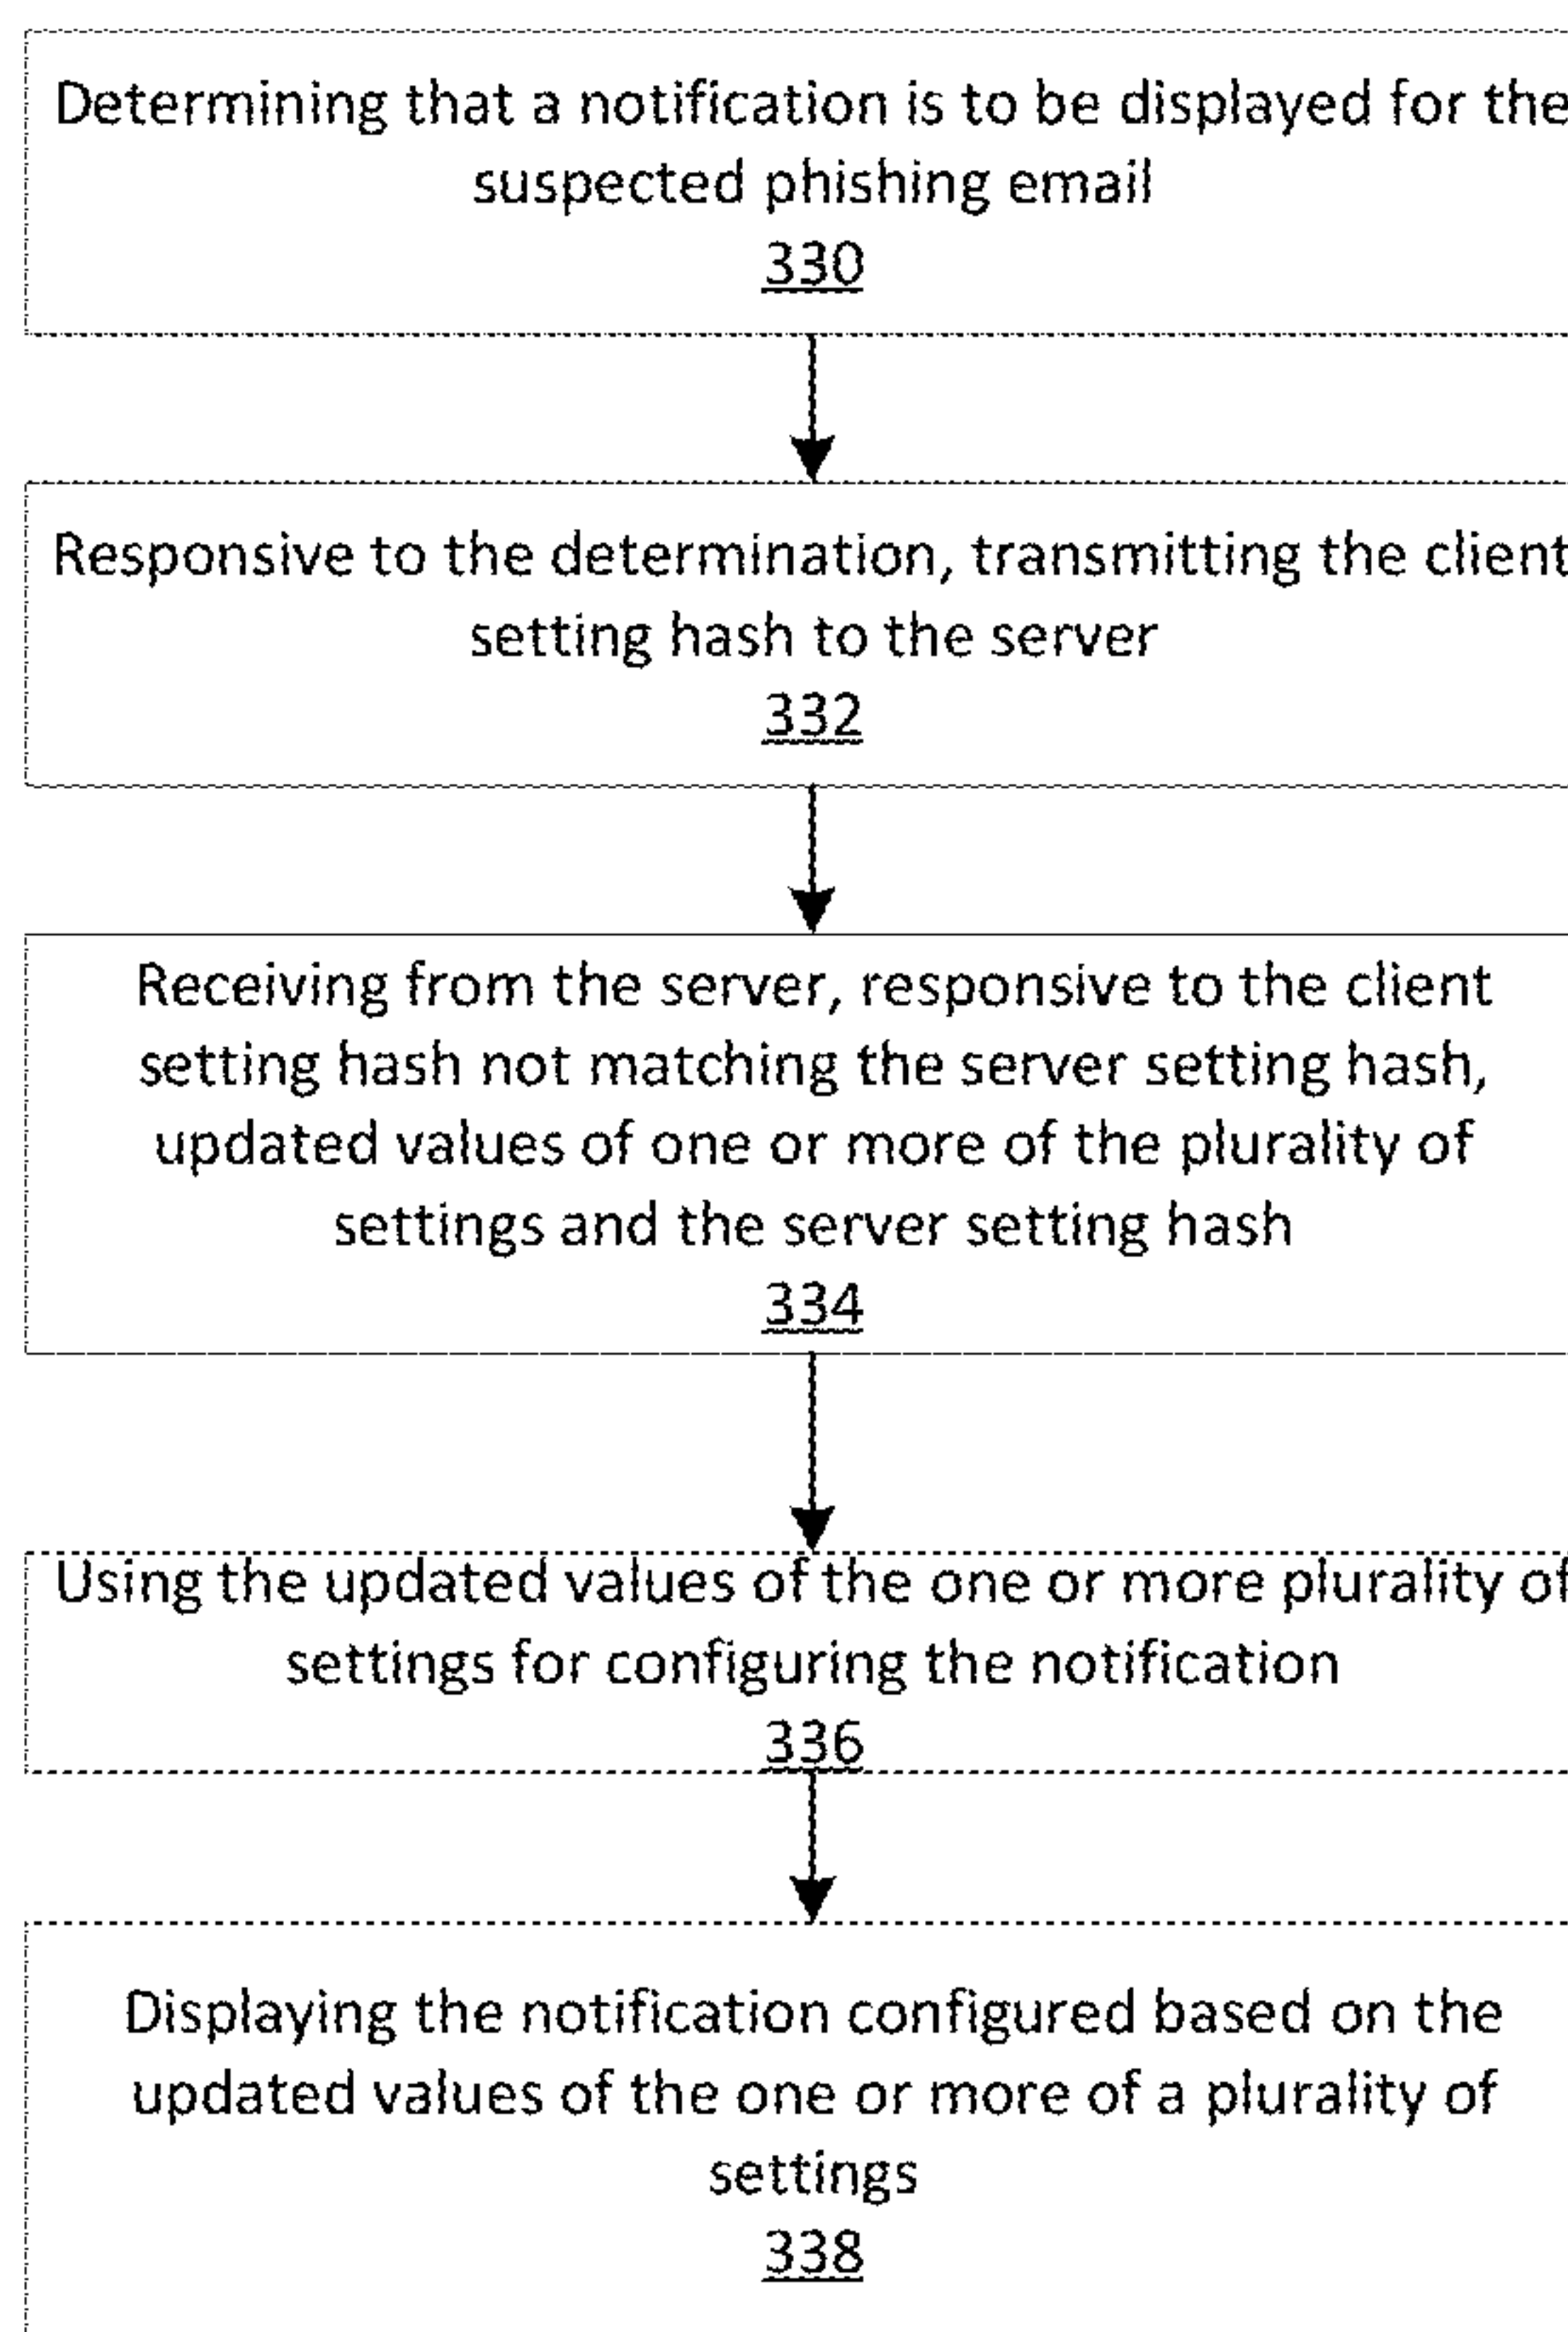 Determining that a notification is to be displayed for the
suspected phishing email
330
Responsive to the determination, transmitting the client
setting hash to the server
332
Receiving from the server, responsive to the client
setting hash not matching the server setting hash,
updated values of one or more of the plurality of
settings and the server setting hash
334
Using the updated values of the one or more plurality of
settings for configuring the notification
336
Displaying the notification configured based on the
updated values of the one or more of a plurality of
settings
338